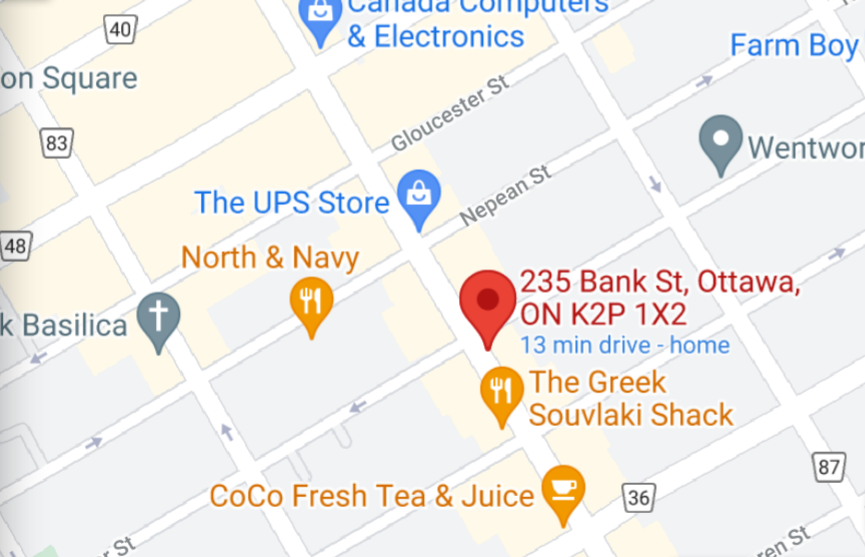 Canada Computers
& Electronics
40
Farm Boy
on Square
Gloucester St
83
Wentwor
Nepean St
The UPS Store
48
North & Navy
235 Bank St, Ottawa,
ON K2P 1X2
13 min drive - home
k Basilica
The Greek
Souvlaki Shack
87
CoCo Fresh Tea & Juice
36
r St
ren St